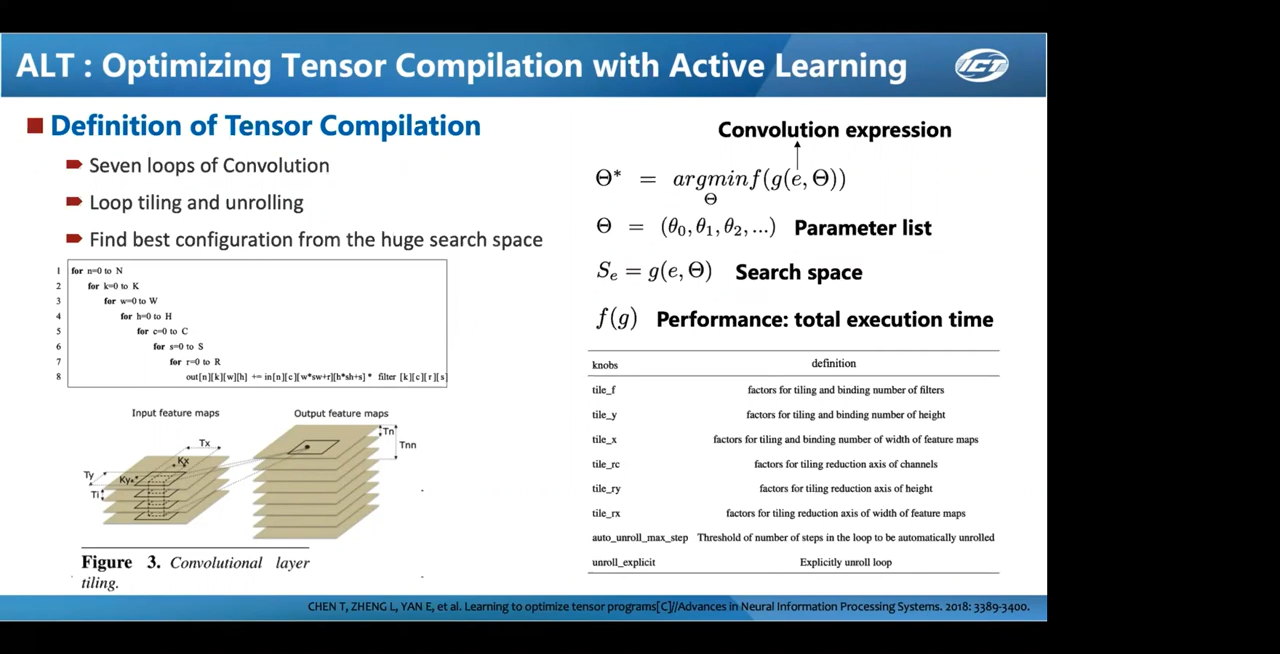 ALT : Optimizing Tensor Compilation with Active Learning
ICT
Definition of Tensor Compilation
Seven loops of Convolution
Loop tiling and unrolling
Find best configuration from the huge search space
1 for n=0 to N
2 for k=0 to K
3 for w=0 to W
4 for h=0 to H
5 for c=0 to C
6 for s=0 to S
7 for r=0 to R
8 out[n][k][w][h] += in[n][c][w*sw+r][h*sh+s] * filter [k][c][r][s]
Input feature maps
Output feature maps
Tx
Kx
Ty
Ky
Ti
Tn
Tnn
Figure 3. Convolutional layer
tiling.
Convolution expression
Θ* = argminf(g(e, Θ))
Θ
Θ = (θ₀, θ₁, θ₂, ...) Parameter list
Sₑ = g(e, Θ) Search space
f(g) Performance: total execution time
knobs definition
tile_f factors for tiling and binding number of filters
tile_y factors for tiling and binding number of height
tile_x factors for tiling and binding number of width of feature maps
tile_rc factors for tiling reduction axis of channels
tile_ry factors for tiling reduction axis of height
tile_rx factors for tiling reduction axis of width of feature maps
auto_unroll_max_step Threshold of number of steps in the loop to be automatically unrolled
unroll_explicit Explicitly unroll loop
CHEN T, ZHENG L, YAN E, et al. Learning to optimize tensor programs[C]//Advances in Neural Information Processing Systems. 2018: 3389-3400.